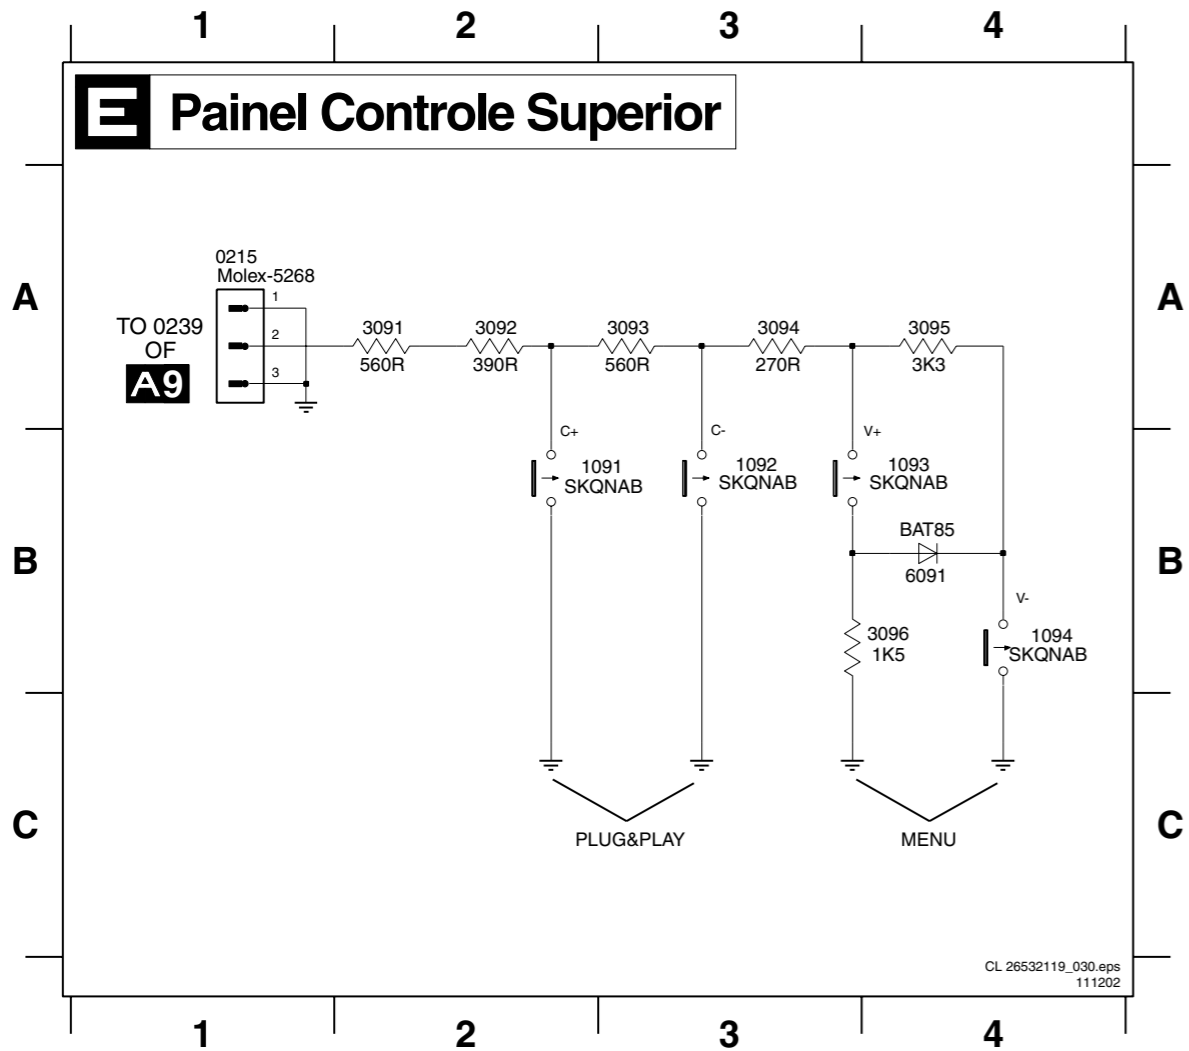 1 2 3 4
E Painel Controle Superior
A A
0215
Molex-5268
1
2
3
TO 0239
OF
A9
3091 3092 3093 3094 3095
560R 390R 560R 270R 3K3
C+ C- V+
1091 1092 1093
SKQNAB SKQNAB SKQNAB
BAT85
6091
B B
V-
3096 1094
1K5 SKQNAB
C C
PLUG&PLAY MENU
CL 26532119_030.eps
111202
1 2 3 4